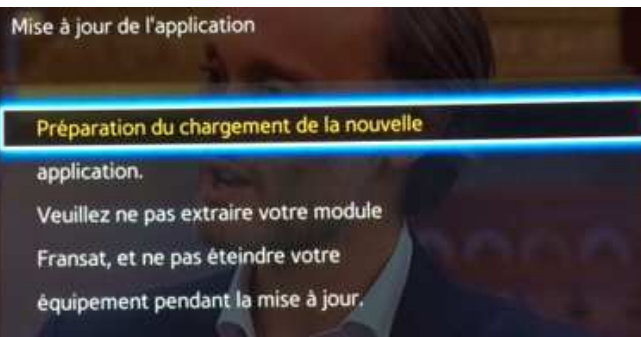 Mise à jour de l'application
Préparation du chargement de la nouvelle
application.
Veuillez ne pas extraire votre module
Fransat, et ne pas éteindre votre
équipement pendant la mise à jour.